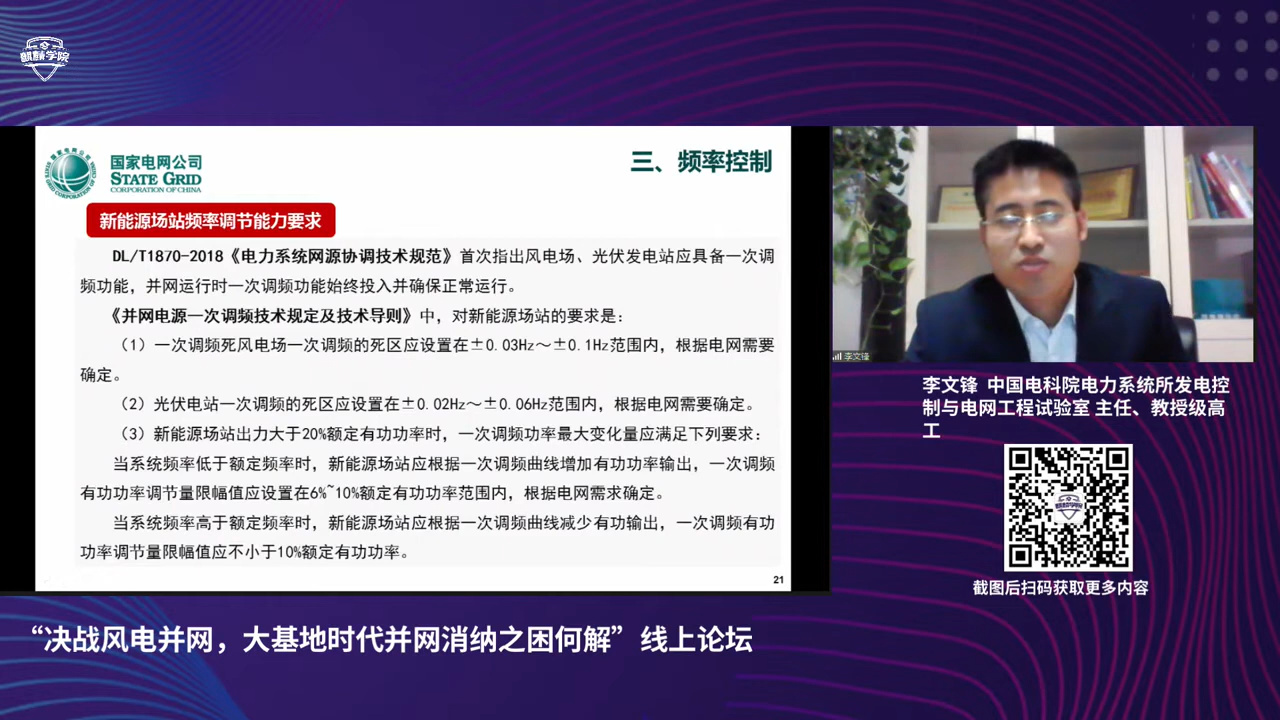 麒麟学院
国家电网公司
STATE GRID
CORPORATION OF CHINA
三、频率控制
新能源场站频率调节能力要求
DL/T1870-2018《电力系统网源协调技术规范》首次指出风电场、光伏发电站应具备一次调
频功能，并网运行时一次调频功能始终投入并确保正常运行。
《并网电源一次调频技术规定及技术导则》中，对新能源场站的要求是：
（1）一次调频死风电场一次调频的死区应设置在±0.03Hz～±0.1Hz范围内，根据电网需要
确定。
（2）光伏电站一次调频的死区应设置在±0.02Hz～±0.06Hz范围内，根据电网需要确定。
（3）新能源场站出力大于20%额定有功功率时，一次调频功率最大变化量应满足下列要求：
当系统频率低于额定频率时，新能源场站应根据一次调频曲线增加有功功率输出，一次调频
有功功率调节量限幅值应设置在6%~10%额定有功功率范围内，根据电网需求确定。
当系统频率高于额定频率时，新能源场站应根据一次调频曲线减少有功输出，一次调频有功
功率调节量限幅值应不小于10%额定有功功率。
21
李文锋
李文锋 中国电科院电力系统所发电控
制与电网工程试验室 主任、教授级高
工
截图后扫码获取更多内容
“决战风电并网，大基地时代并网消纳之困何解”线上论坛